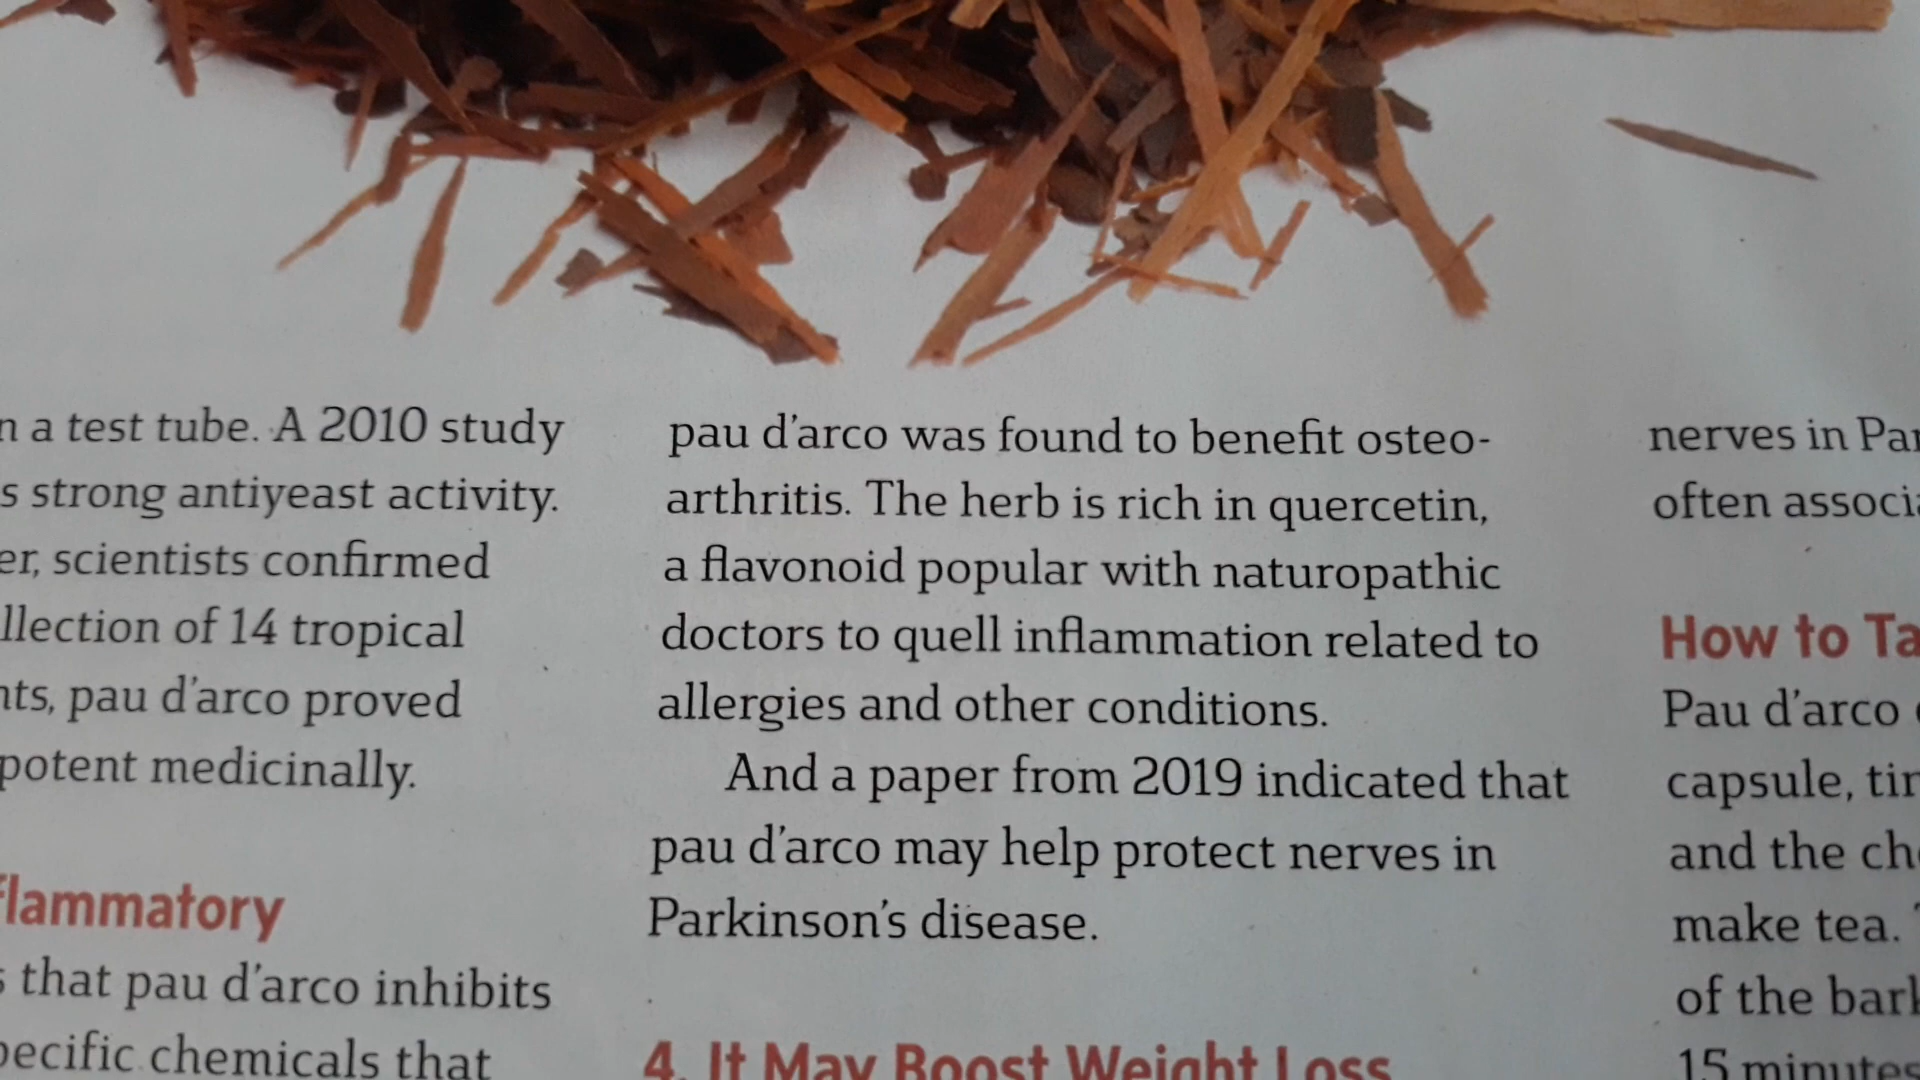 n a test tube. A 2010 study
s strong antiyeast activity.
er, scientists confirmed
llection of 14 tropical
nts, pau d'arco proved
potent medicinally.
flammatory
s that pau d'arco inhibits
pecific chemicals that
pau d'arco was found to benefit osteo-
arthritis. The herb is rich in quercetin,
a flavonoid popular with naturopathic
doctors to quell inflammation related to
allergies and other conditions.
And a paper from 2019 indicated that
pau d'arco may help protect nerves in
Parkinson's disease.
4. It May Boost Weight Loss
nerves in Par
often associa
How to Ta
Pau d'arco
capsule, tin
and the ch
make tea.
of the bark
15 minutes